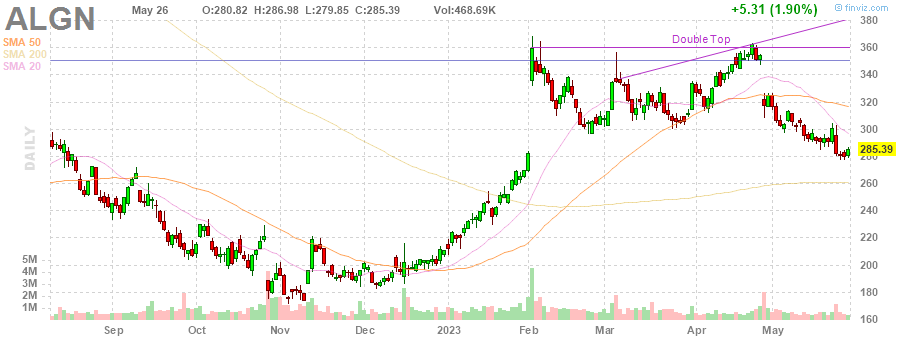 ALGN May 26 O:280.82 H:286.98 L:279.85 C:285.39 Vol:468.69K +5.31 (1.90%) finviz.com
SMA 50
SMA 200
SMA 20
Double Top
DAILY
380
360
340
320
300
285.39
280
260
240
220
200
180
160
5M
4M
3M
2M
1M
Sep Oct Nov Dec 2023 Feb Mar Apr May